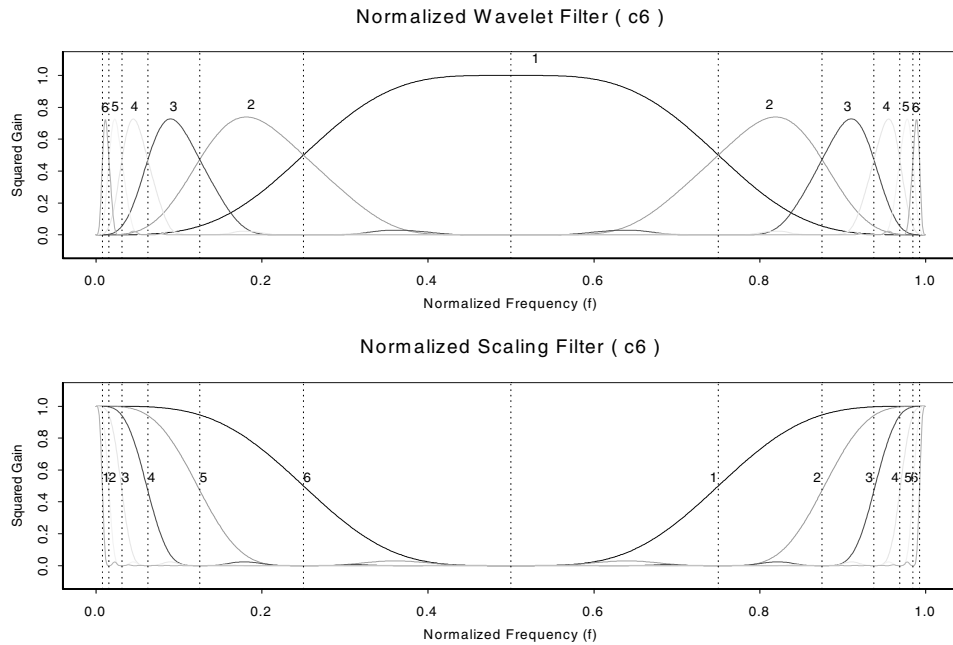 Normalized Wavelet Filter ( c6 )
Squared Gain
1.0
0.8
0.6
0.4
0.2
0.0
6 5 4 3 2 1 2 3 4 5 6
0.0 0.2 0.4 0.6 0.8 1.0
Normalized Frequency (f)
Normalized Scaling Filter ( c6 )
Squared Gain
1.0
0.8
0.6
0.4
0.2
0.0
1 2 3 4 5 6 1 2 3 4 5 6
0.0 0.2 0.4 0.6 0.8 1.0
Normalized Frequency (f)